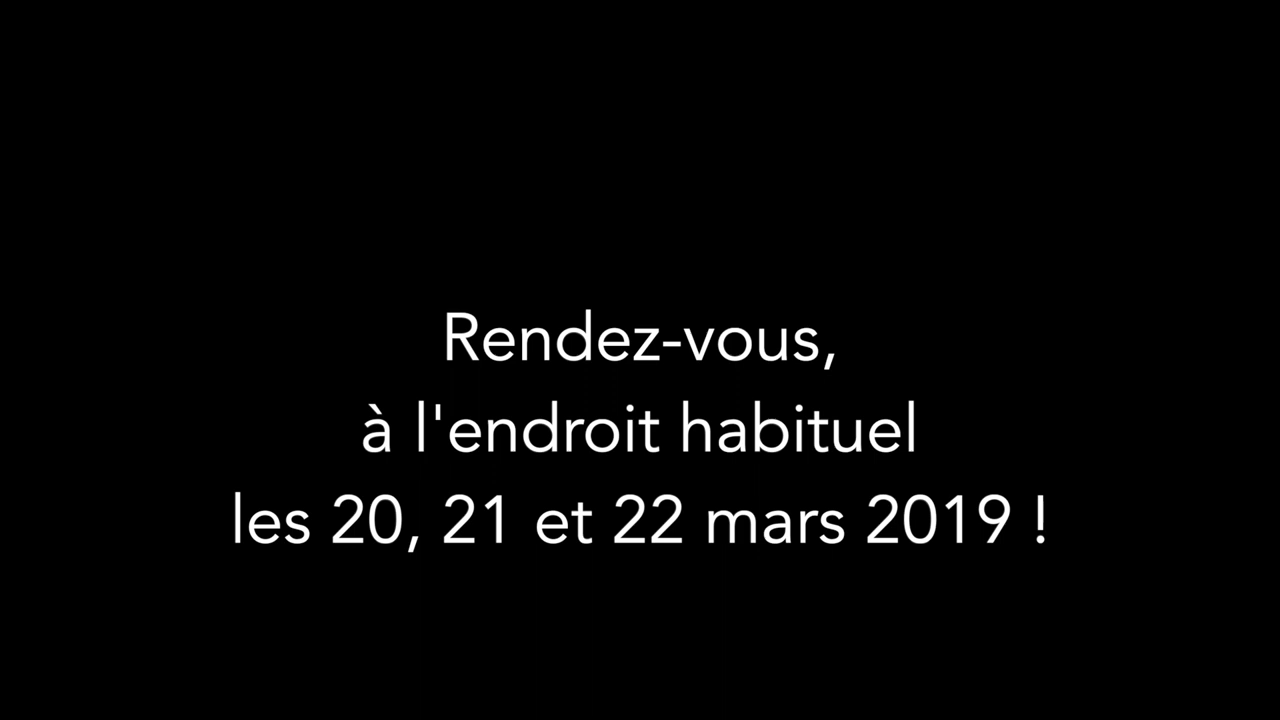 Rendez-vous,
à l'endroit habituel
les 20, 21 et 22 mars 2019 !